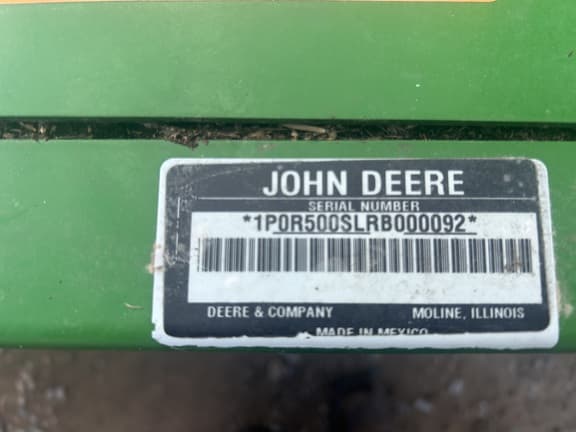 JOHN DEERE
SERIAL NUMBER
*1P0R500SLRB000092*
DEERE & COMPANY MOLINE, ILLINOIS
MADE IN MEXICO